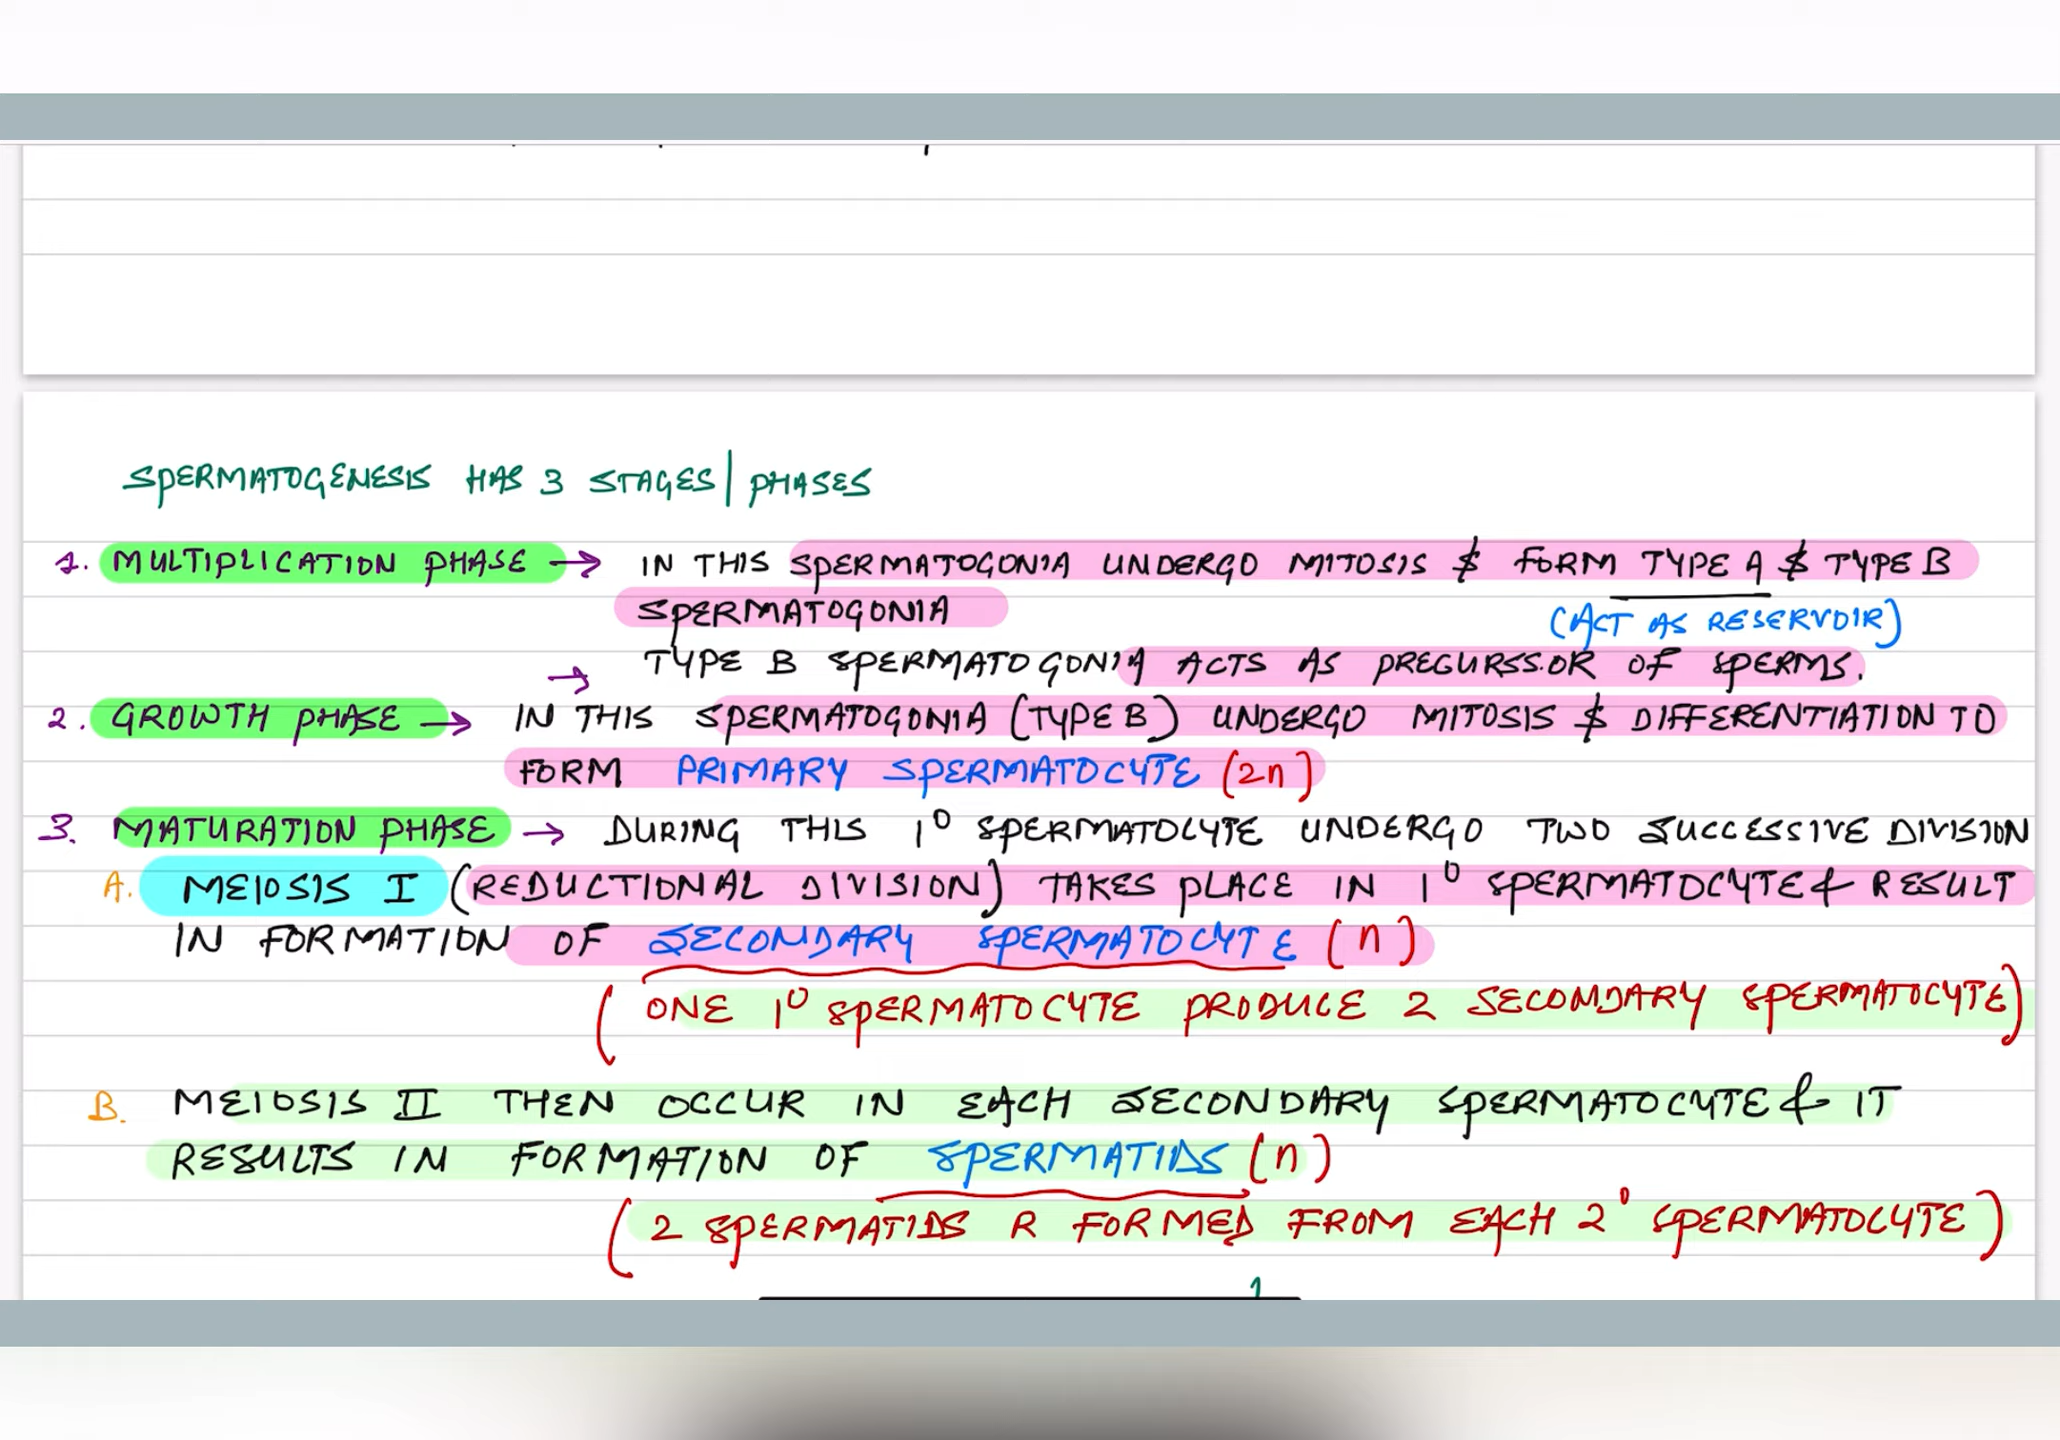 SPERMATOGENESIS HAS 3 STAGES | PHASES
1. MULTIPLICATION PHASE → IN THIS SPERMATOGONIA UNDERGO MITOSIS & FORM TYPE A & TYPE B
SPERMATOGONIA (ACT AS RESERVOIR)
→ TYPE B SPERMATOGONIA ACTS AS PRECURSSOR OF SPERMS.
2. GROWTH PHASE → IN THIS SPERMATOGONIA (TYPE B) UNDERGO MITOSIS & DIFFERENTIATION TO
FORM PRIMARY SPERMATOCYTE (2n)
3. MATURATION PHASE → DURING THIS 1⁰ SPERMATOCYTE UNDERGO TWO SUCCESSIVE DIVISION
A. MEIOSIS I (REDUCTIONAL DIVISION) TAKES PLACE IN 1⁰ SPERMATOCYTE & RESULT
IN FORMATION OF SECONDARY SPERMATOCYTE (n)
(ONE 1⁰ SPERMATOCYTE PRODUCE 2 SECONDARY SPERMATOCYTE)
B. MEIOSIS II THEN OCCUR IN EACH SECONDARY SPERMATOCYTE & IT
RESULTS IN FORMATION OF SPERMATIDS (n)
(2 SPERMATIDS R FORMED FROM EACH 2⁰ SPERMATOCYTE)